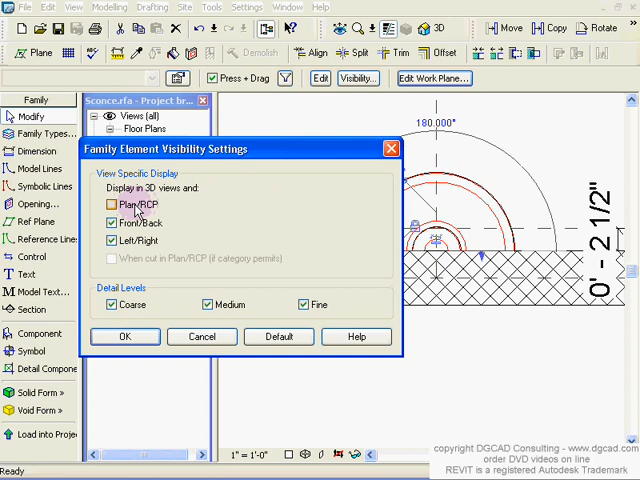 File Edit View Modelling Drafting Site Tools Settings Window Help
3D Move Copy Rotate
Plane Demolish Align Split Trim Offset
Press + Drag Edit Visibility... Edit Work Plane...
Family
Modify
Family Types...
Dimension
Model Lines
Symbolic Lines
Opening...
Ref Plane
Reference Line
Control
Text
Model Text...
Section
Component
Symbol
Detail Componen
Solid Form
Void Form
Load into Projec
Sconce.rfa - Project br...
Views (all)
Floor Plans
Family Element Visibility Settings
View Specific Display
Display in 3D views and:
Plan/RCP
Front/Back
Left/Right
When cut in Plan/RCP (if category permits)
Detail Levels
Coarse Medium Fine
OK Cancel Default Help
180.000°
0' - 2 1/2"
1" = 1'-0"
Ready
copyright DGCAD Consulting - www.dgcad.com
order DVD videos on line
REVIT is a registered Autodesk Trademark